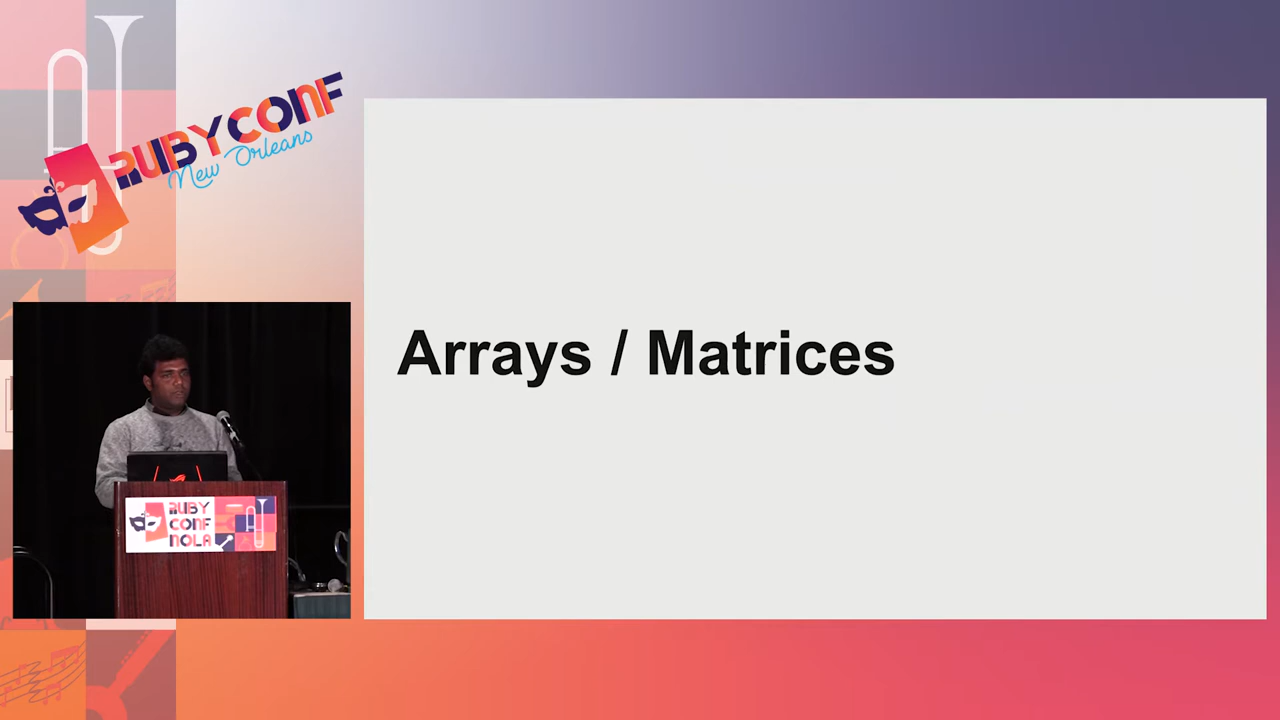 RUBYCONF
New Orleans
Arrays / Matrices
RUBY
CONF
NOLA